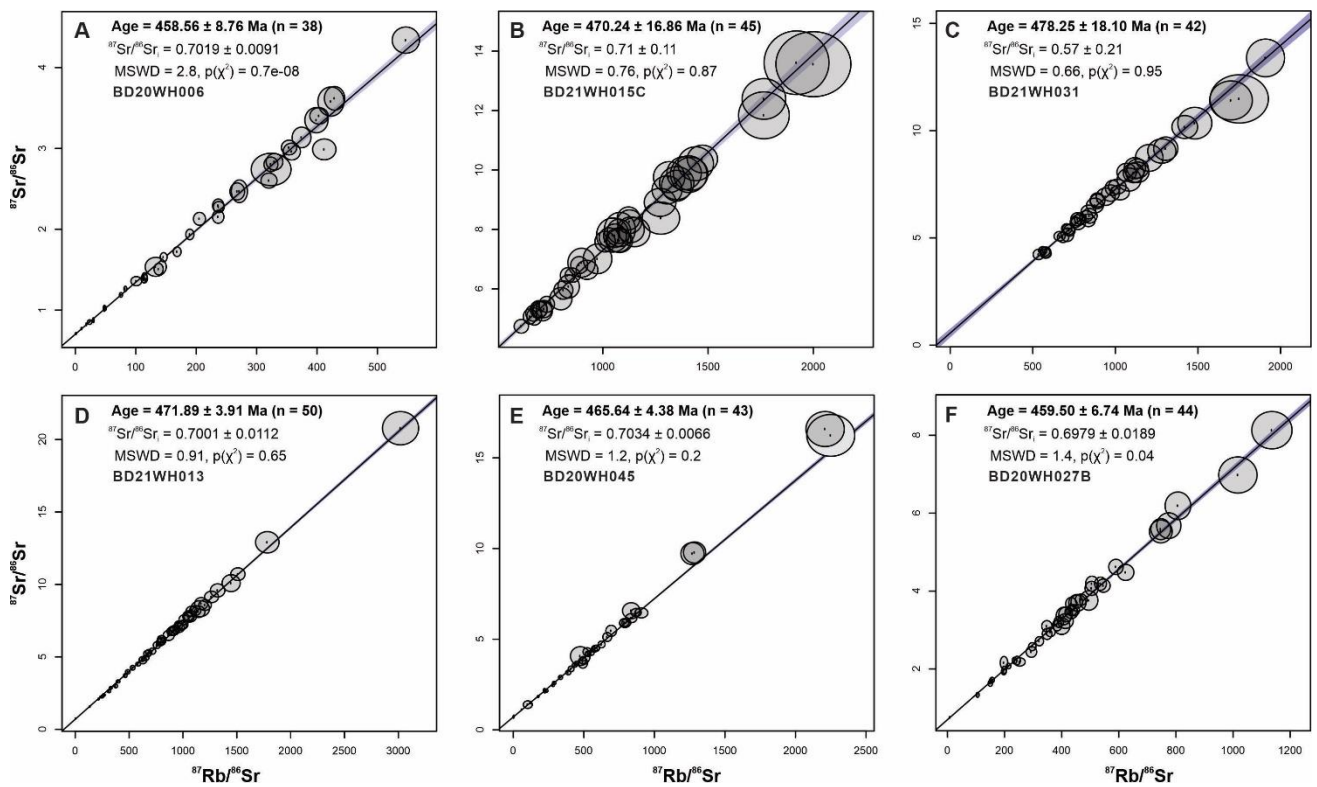 A
Age = 458.56 ± 8.76 Ma (n = 38)
⁸⁷Sr/⁸⁶Srᵢ = 0.7019 ± 0.0091
MSWD = 2.8, p(χ²) = 0.7e-08
BD20WH006
4
3
2
1
0 100 200 300 400 500
⁸⁷Sr/⁸⁶Sr
B
Age = 470.24 ± 16.86 Ma (n = 45)
⁸⁷Sr/⁸⁶Srᵢ = 0.71 ± 0.11
MSWD = 0.76, p(χ²) = 0.87
BD21WH015C
14
12
10
8
6
1000 1500 2000
C
Age = 478.25 ± 18.10 Ma (n = 42)
⁸⁷Sr/⁸⁶Srᵢ = 0.57 ± 0.21
MSWD = 0.66, p(χ²) = 0.95
BD21WH031
15
10
5
0
0 500 1000 1500 2000
D
Age = 471.89 ± 3.91 Ma (n = 50)
⁸⁷Sr/⁸⁶Srᵢ = 0.7001 ± 0.0112
MSWD = 0.91, p(χ²) = 0.65
BD21WH013
20
15
10
5
0
0 500 1000 1500 2000 2500 3000
⁸⁷Sr/⁸⁶Sr
⁸⁷Rb/⁸⁶Sr
E
Age = 465.64 ± 4.38 Ma (n = 43)
⁸⁷Sr/⁸⁶Srᵢ = 0.7034 ± 0.0066
MSWD = 1.2, p(χ²) = 0.2
BD20WH045
15
10
5
0
0 500 1000 1500 2000 2500
⁸⁷Rb/⁸⁶Sr
F
Age = 459.50 ± 6.74 Ma (n = 44)
⁸⁷Sr/⁸⁶Srᵢ = 0.6979 ± 0.0189
MSWD = 1.4, p(χ²) = 0.04
BD20WH027B
8
6
4
2
0 200 400 600 800 1000 1200
⁸⁷Rb/⁸⁶Sr